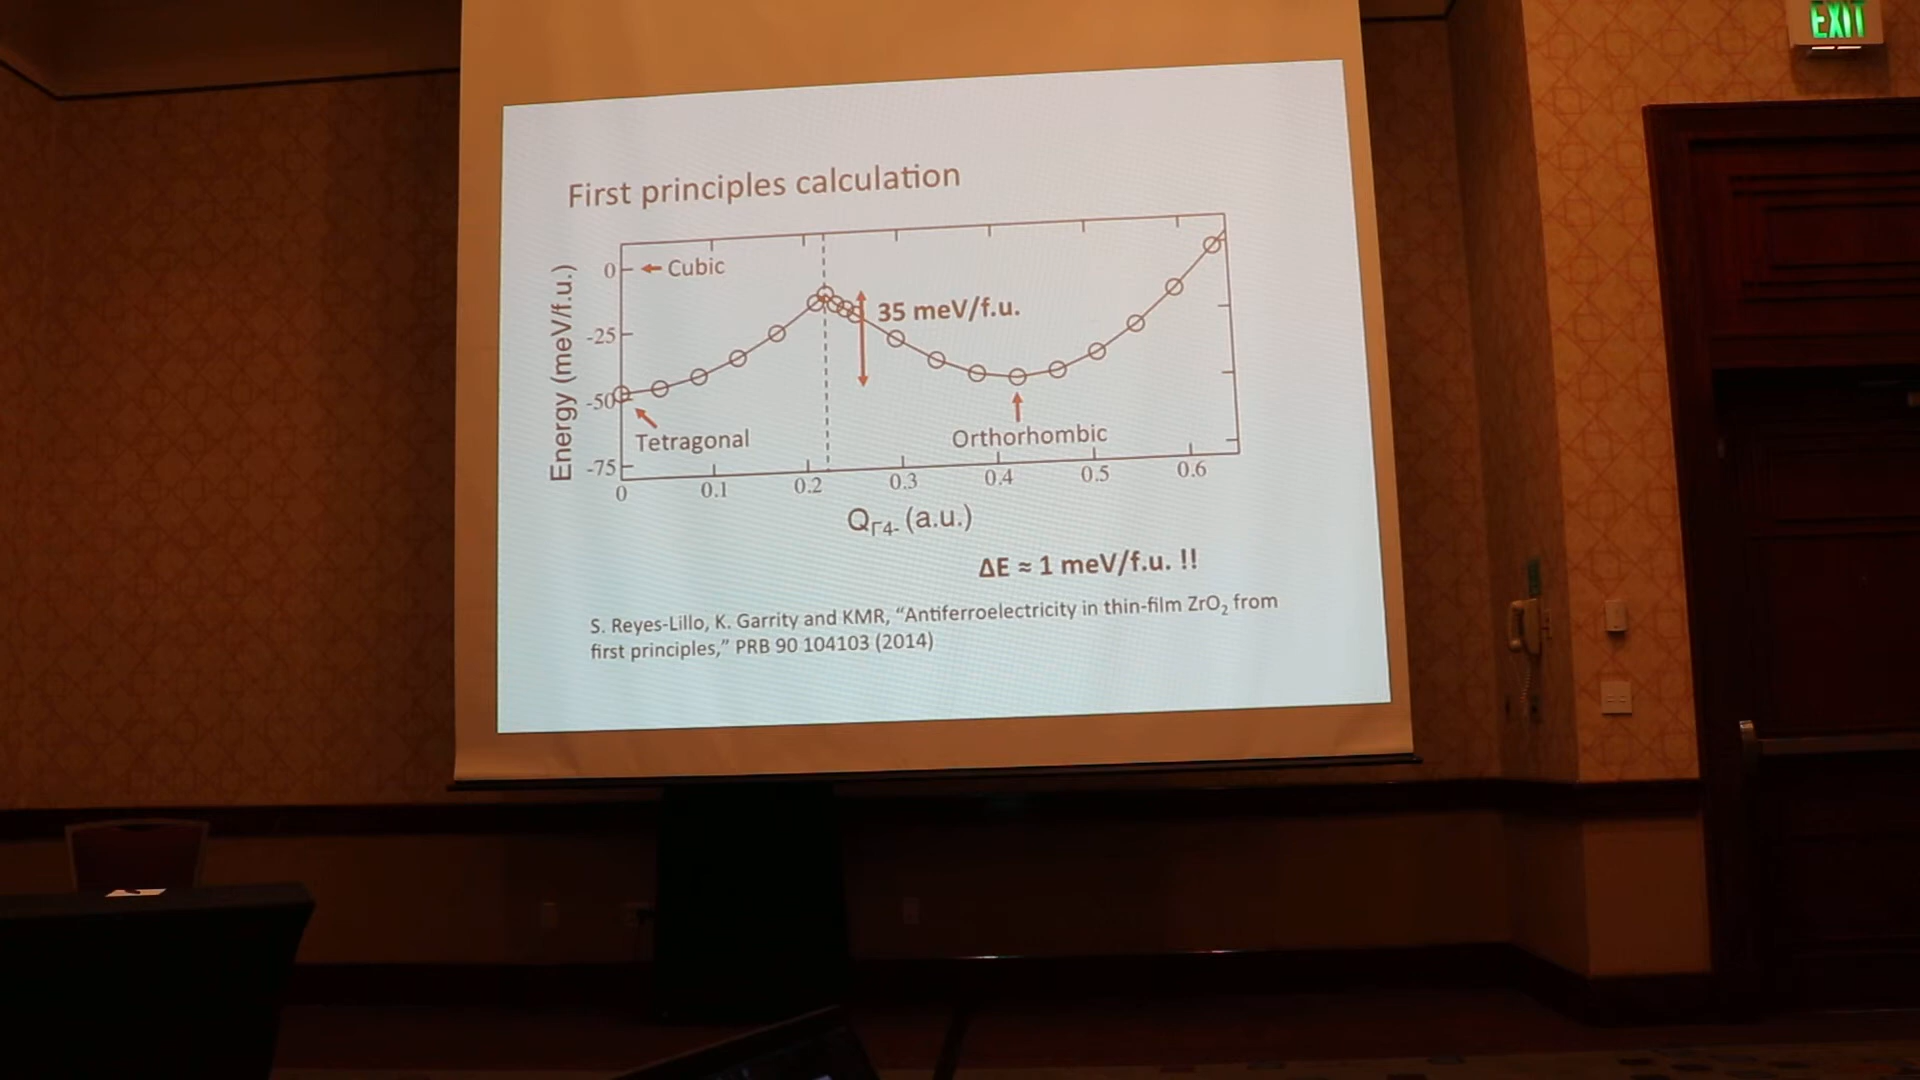 EXIT
First principles calculation
Energy (meV/f.u.)
0
-25
-50
-75
Cubic
35 meV/f.u.
Tetragonal
Orthorhombic
0 0.1 0.2 0.3 0.4 0.5 0.6
QΓ4- (a.u.)
ΔE ≈ 1 meV/f.u. !!
S. Reyes-Lillo, K. Garrity and KMR, “Antiferroelectricity in thin-film ZrO₂ from
first principles,” PRB 90 104103 (2014)